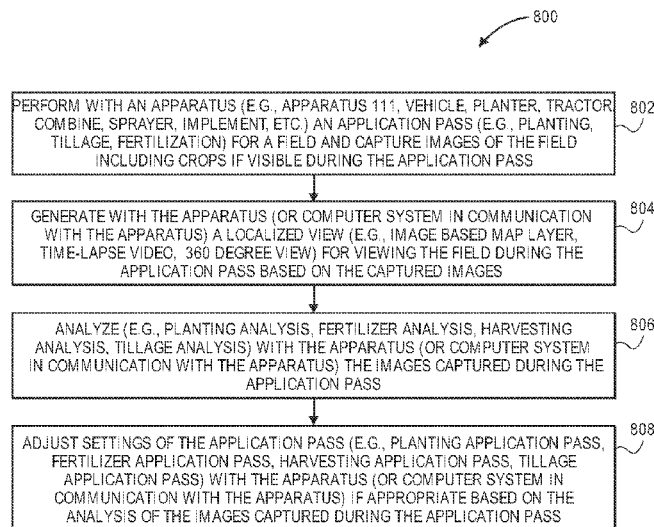 800
PERFORM WITH AN APPARATUS (E.G., APPARATUS 111, VEHICLE, PLANTER, TRACTOR,
COMBINE, SPRAYER, IMPLEMENT, ETC.) AN APPLICATION PASS (E.G., PLANTING,
TILLAGE, FERTILIZATION) FOR A FIELD AND CAPTURE IMAGES OF THE FIELD
INCLUDING CROPS IF VISIBLE DURING THE APPLICATION PASS
802
GENERATE WITH THE APPARATUS (OR COMPUTER SYSTEM IN COMMUNICATION
WITH THE APPARATUS) A LOCALIZED VIEW (E.G., IMAGE BASED MAP LAYER,
TIME-LAPSE VIDEO, 360 DEGREE VIEW) FOR VIEWING THE FIELD DURING THE
APPLICATION PASS BASED ON THE CAPTURED IMAGES
804
ANALYZE (E.G., PLANTING ANALYSIS, FERTILIZER ANALYSIS, HARVESTING
ANALYSIS, TILLAGE ANALYSIS) WITH THE APPARATUS (OR COMPUTER SYSTEM
IN COMMUNICATION WITH THE APPARATUS) THE IMAGES CAPTURED DURING THE
APPLICATION PASS
806
ADJUST SETTINGS OF THE APPLICATION PASS (E.G., PLANTING APPLICATION PASS,
FERTILIZER APPLICATION PASS, HARVESTING APPLICATION PASS, TILLAGE
APPLICATION PASS) WITH THE APPARATUS (OR COMPUTER SYSTEM IN
COMMUNICATION WITH THE APPARATUS) IF APPROPRIATE BASED ON THE
ANALYSIS OF THE IMAGES CAPTURED DURING THE APPLICATION PASS
808